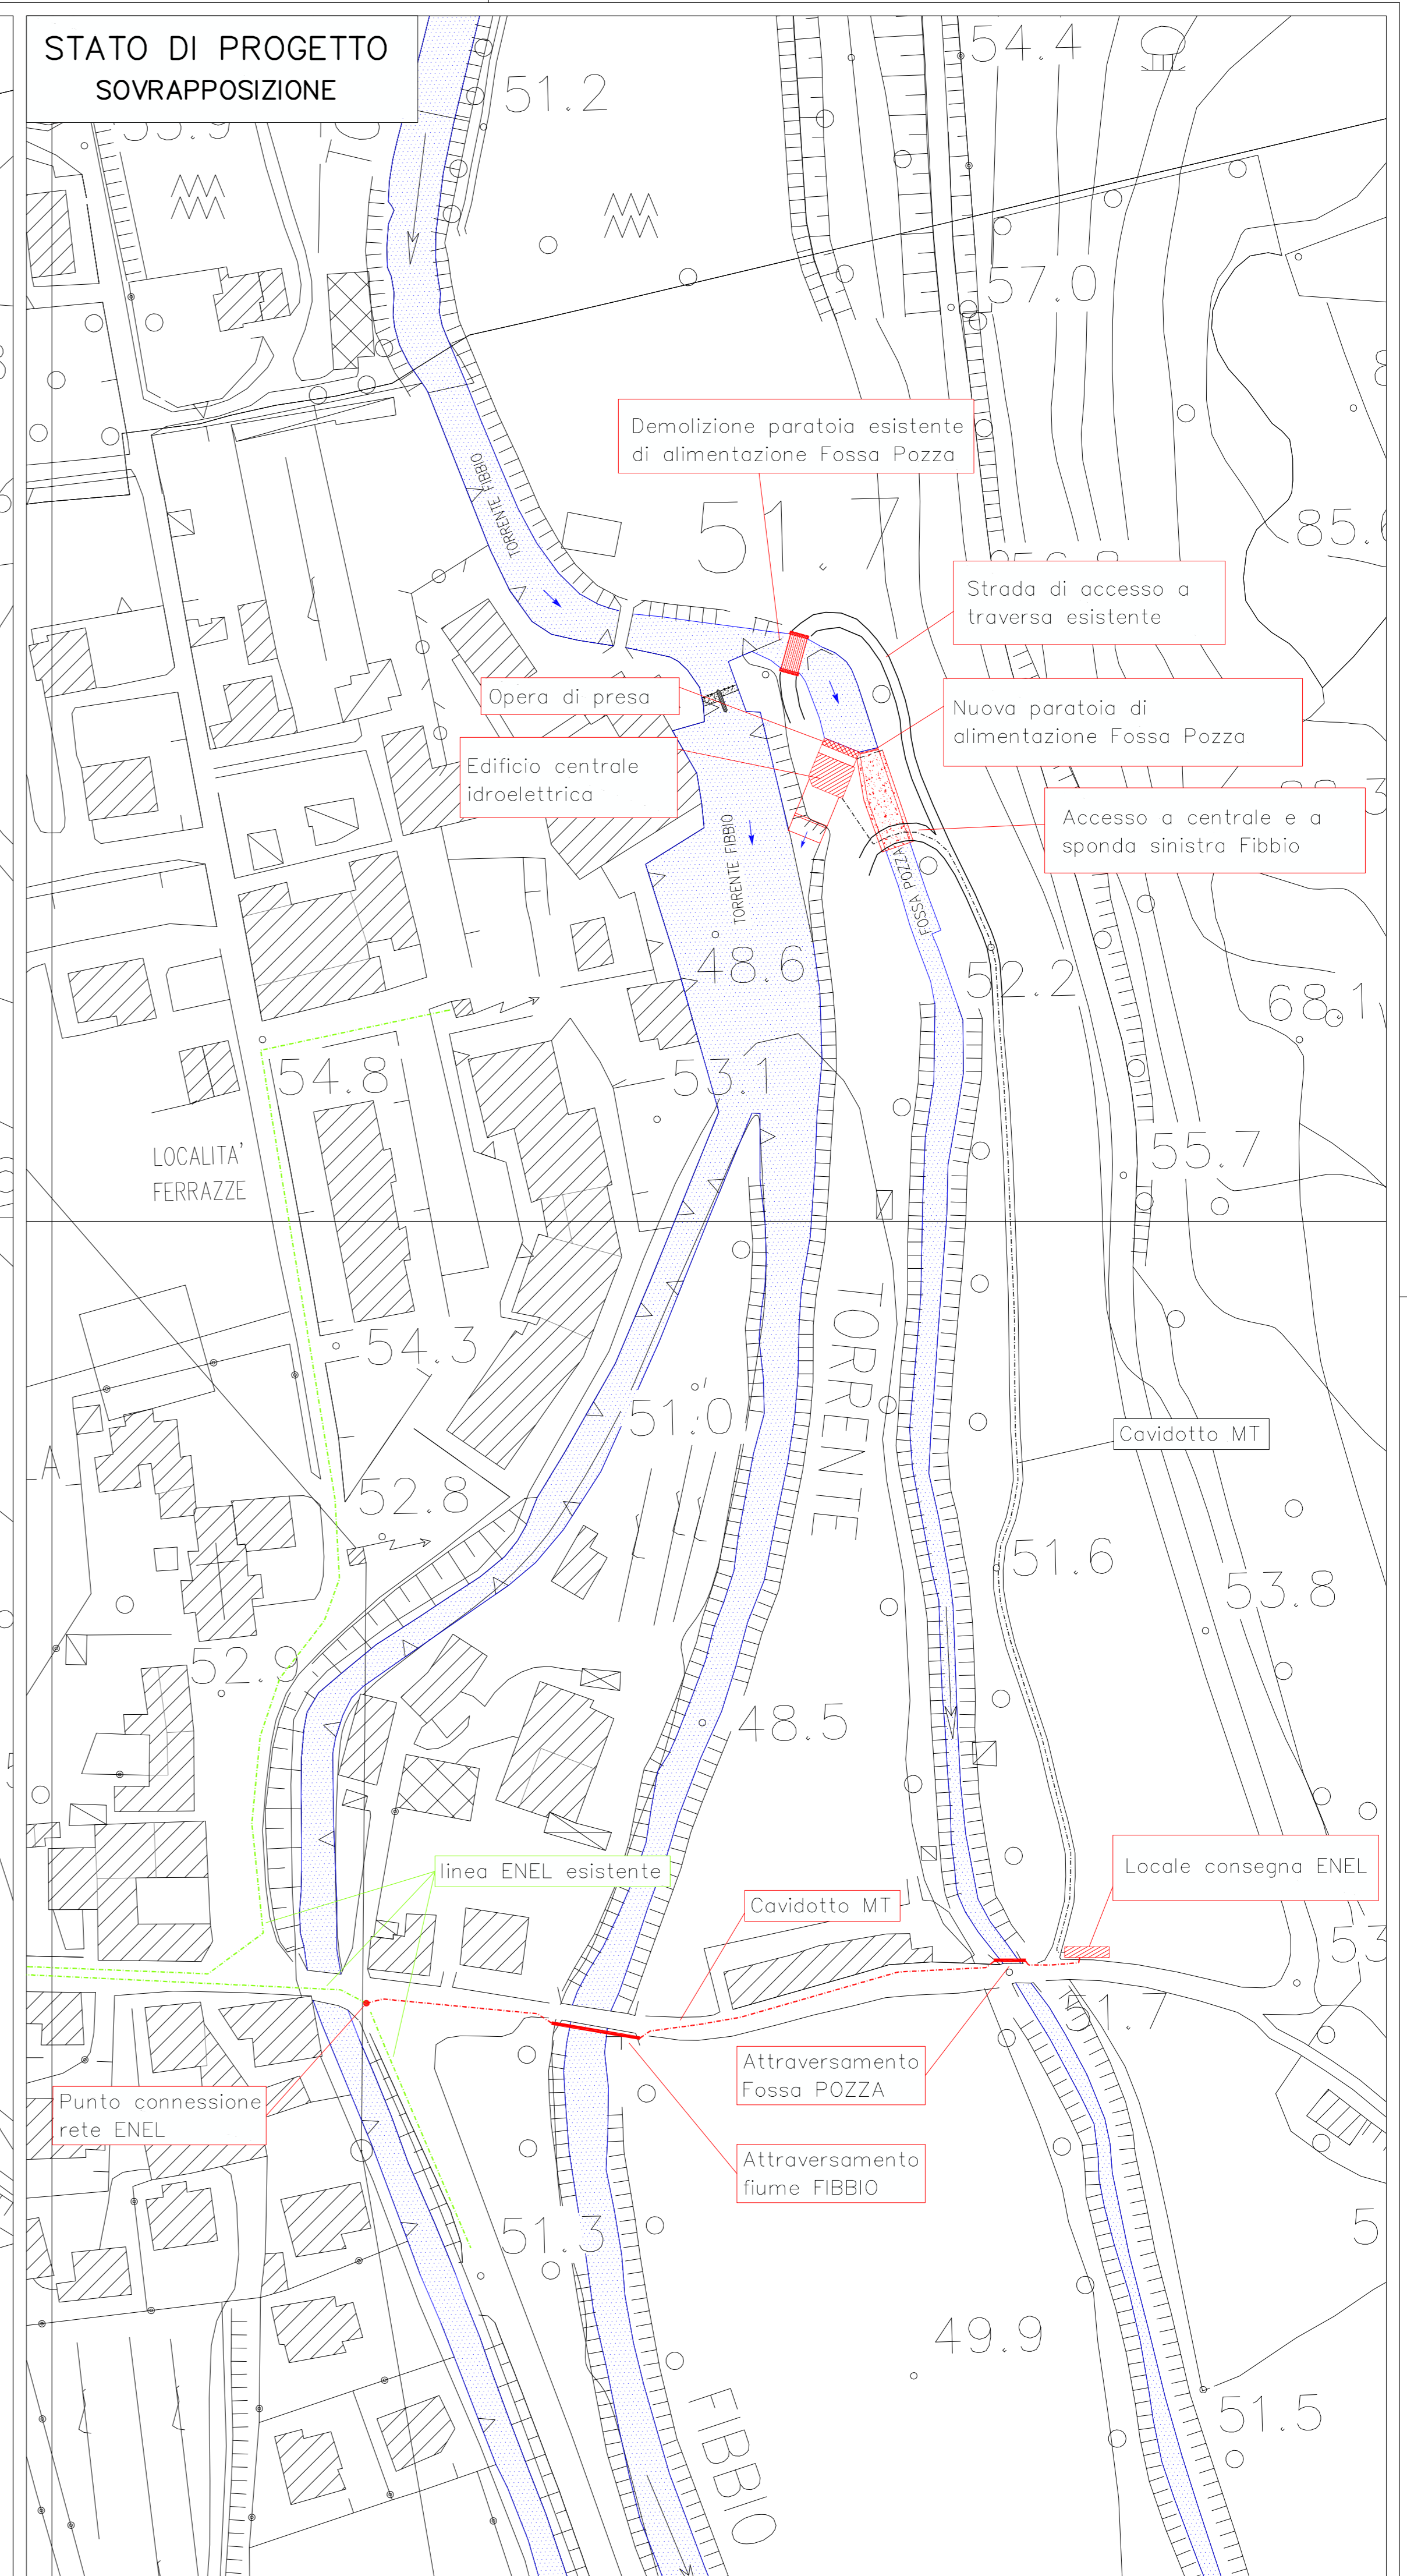 STATO DI PROGETTO
SOVRAPPOSIZIONE
51.2
54.4
57.0
Demolizione paratoia esistente
di alimentazione Fossa Pozza
TORRENTE FIBBIO
51.7
85.6
Strada di accesso a
traversa esistente
Opera di presa
Nuova paratoia di
alimentazione Fossa Pozza
Edificio centrale
idroelettrica
Accesso a centrale e a
sponda sinistra Fibbio
TORRENTE FIBBIO
FOSSA POZZA
48.6
52.2
68.1
54.8
53.1
LOCALITA'
FERRAZZE
55.7
TORRENTE
54.3
51.0
Cavidotto MT
A
52.8
51.6
53.8
52.9
48.5
linea ENEL esistente
Locale consegna ENEL
Cavidotto MT
53
51.7
Attraversamento
Fossa POZZA
Punto connessione
rete ENEL
Attraversamento
fiume FIBBIO
51.3
5
49.9
51.5
FIBBIO